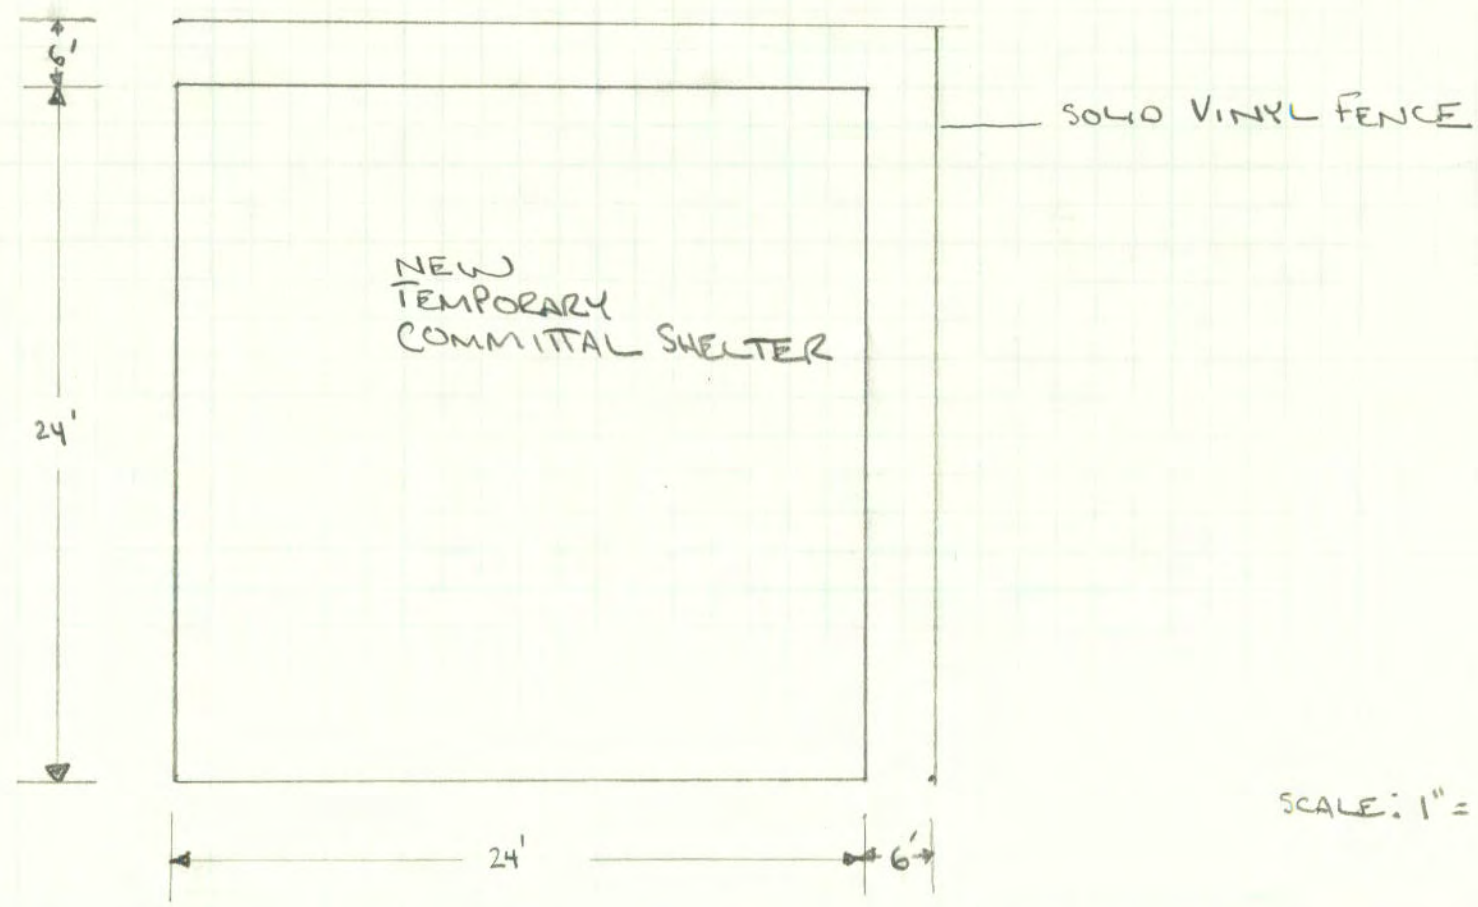 6'
SOLID VINYL FENCE
NEW
TEMPORARY
COMMITTAL SHELTER
24'
SCALE: 1" =
24'
6'